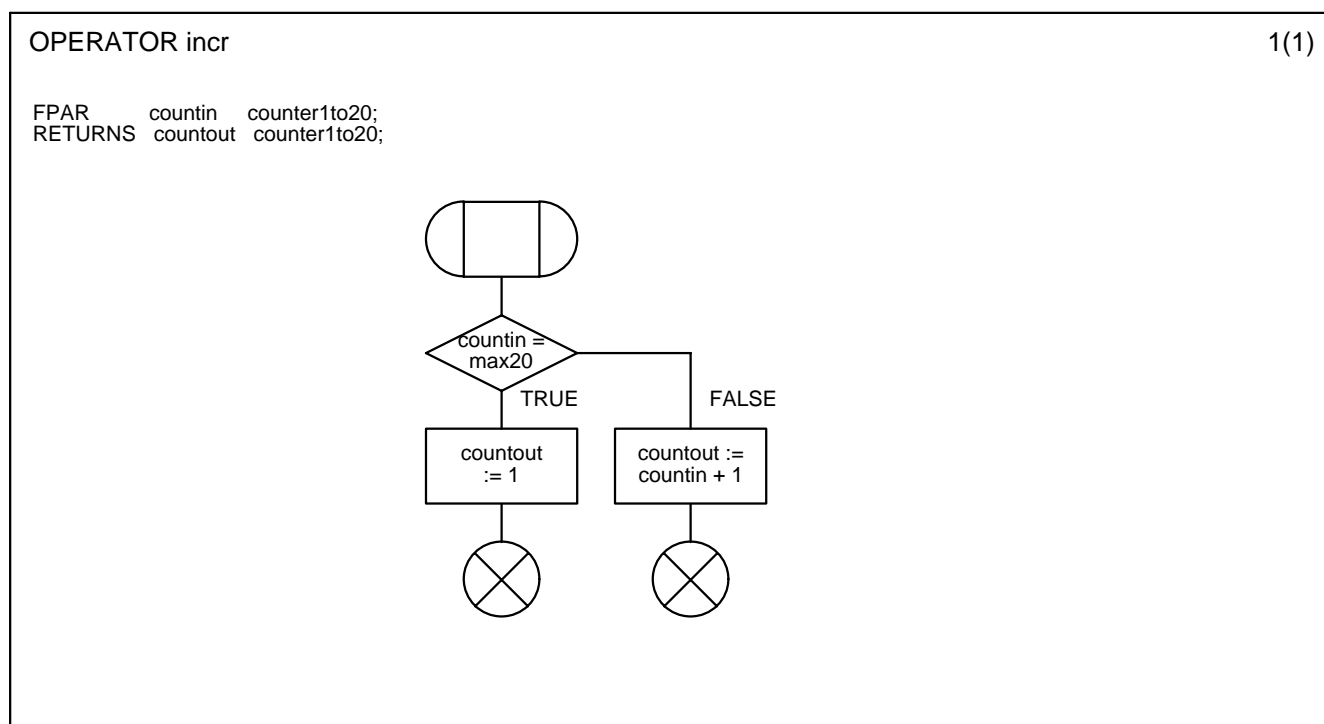 OPERATOR incr
1(1)
FPAR countin counter1to20;
RETURNS countout counter1to20;
countin =
max20
TRUE
FALSE
countout
:= 1
countout :=
countin + 1